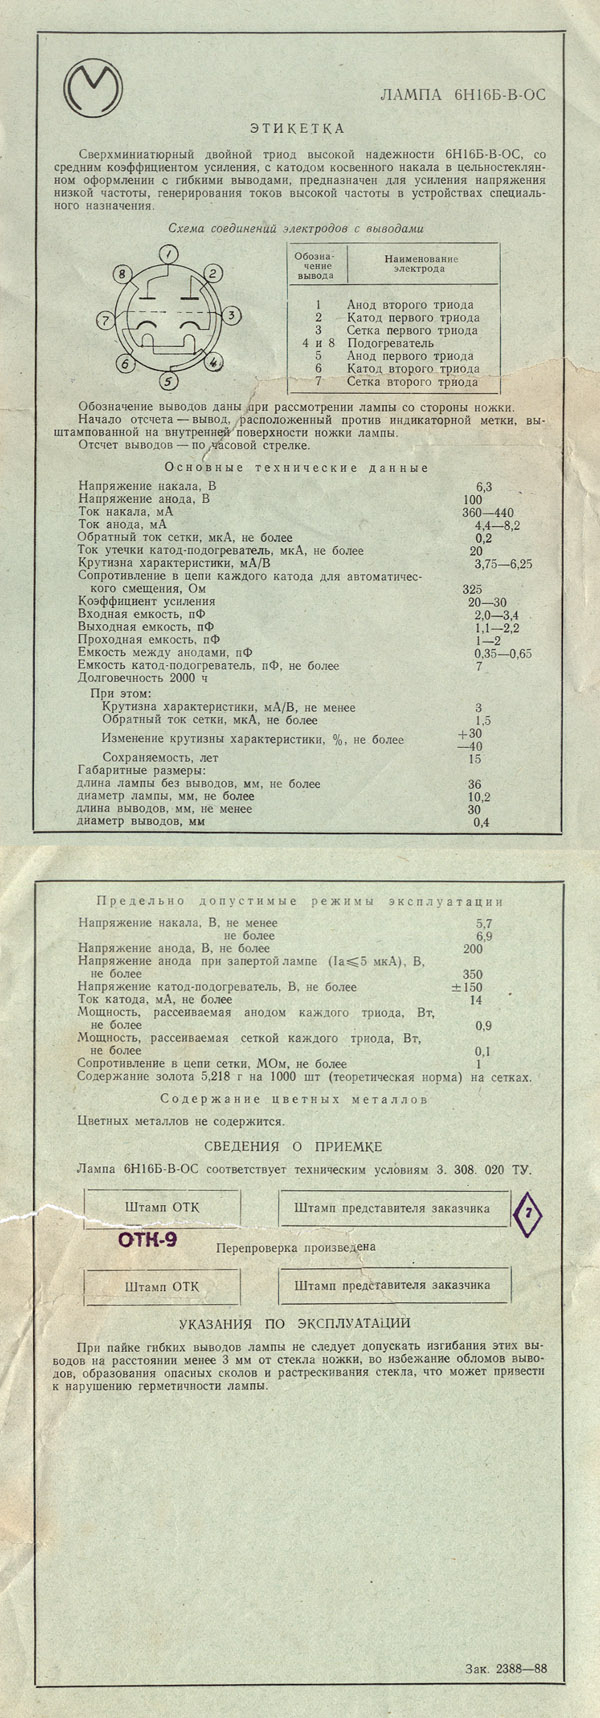 ЛАМПА 6Н16Б-В-ОС
ЭТИКЕТКА
Сверхминиатюрный двойной триод высокой надежности 6Н16Б-В-ОС, со
средним коэффициентом усиления, с катодом косвенного накала в цельностеклян-
ном оформлении с гибкими выводами, предназначен для усиления напряжения
низкой частоты, генерирования токов высокой частоты в устройствах специаль-
ного назначения.
Схема соединений электродов с выводами
1
8 2
7 3
6 4
5
Обозна- Наименование
чение электрода
вывода
1 Анод второго триода
2 Катод первого триода
3 Сетка первого триода
4 и 8 Подогреватель
5 Анод первого триода
6 Катод второго триода
7 Сетка второго триода
Обозначение выводов даны при рассмотрении лампы со стороны ножки.
Начало отсчета — вывод, расположенный против индикаторной метки, вы-
штампованной на внутренней поверхности ножки лампы.
Отсчет выводов — по часовой стрелке.
Основные технические данные
Напряжение накала, В 6,3
Напряжение анода, В 100
Ток накала, мА 360—440
Ток анода, мА 4,4—8,2
Обратный ток сетки, мкА, не более 0,2
Ток утечки катод-подогреватель, мкА, не более 20
Крутизна характеристики, мА/В 3,75—6,25
Сопротивление в цепи каждого катода для автоматичес-
кого смещения, Ом 325
Коэффициент усиления 20—30
Входная емкость, пФ 2,0—3,4
Выходная емкость, пФ 1,1—2,2
Проходная емкость, пФ 1—2
Емкость между анодами, пФ 0,35—0,65
Емкость катод-подогреватель, пФ, не более 7
Долговечность 2000 ч
При этом:
Крутизна характеристики, мА/В, не менее 3
Обратный ток сетки, мкА, не более 1,5
Изменение крутизны характеристики, %, не более +30
—40
Сохраняемость, лет 15
Габаритные размеры:
длина лампы без выводов, мм, не более 36
диаметр лампы, мм, не более 10,2
длина выводов, мм, не менее 30
диаметр выводов, мм 0,4
Предельно допустимые режимы эксплуатации
Напряжение накала, В, не менее 5,7
не более 6,9
Напряжение анода, В, не более 200
Напряжение анода при запертой лампе (Iа≤5 мкА), В,
не более 350
Напряжение катод-подогреватель, В, не более ±150
Ток катода, мА, не более 14
Мощность, рассеиваемая анодом каждого триода, Вт,
не более 0,9
Мощность, рассеиваемая сеткой каждого триода, Вт,
не более 0,1
Сопротивление в цепи сетки, МОм, не более 1
Содержание золота 5,218 г на 1000 шт (теоретическая норма) на сетках.
Содержание цветных металлов
Цветных металлов не содержится.
СВЕДЕНИЯ О ПРИЕМКЕ
Лампа 6Н16Б-В-ОС соответствует техническим условиям 3. 308. 020 ТУ.
Штамп ОТК Штамп представителя заказчика 7
ОТК-9
Перепроверка произведена
Штамп ОТК Штамп представителя заказчика
УКАЗАНИЯ ПО ЭКСПЛУАТАЦИИ
При пайке гибких выводов лампы не следует допускать изгибания этих вы-
водов на расстоянии менее 3 мм от стекла ножки, во избежание обломов выво-
дов, образования опасных сколов и растрескивания стекла, что может привести
к нарушению герметичности лампы.
Зак. 2388—88